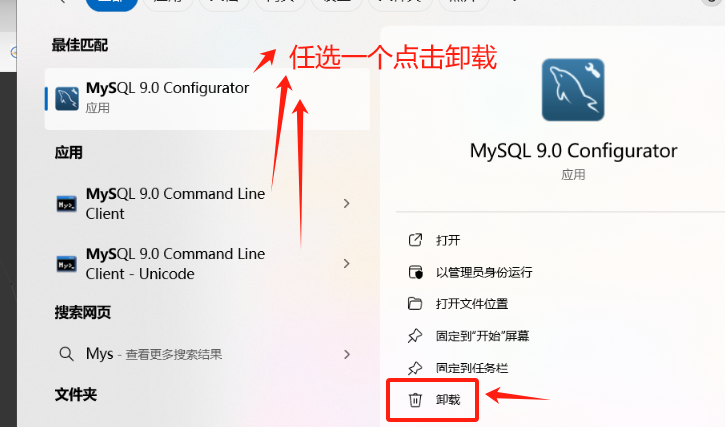 最佳匹配
任选一个点击卸载
MySQL 9.0 Configurator
应用
应用
MySQL 9.0 Command Line
Client
MySQL 9.0 Command Line
Client - Unicode
搜索网页
Mys - 查看更多搜索结果
文件夹
MySQL 9.0 Configurator
应用
打开
以管理员身份运行
打开文件位置
固定到"开始"屏幕
固定到任务栏
卸载